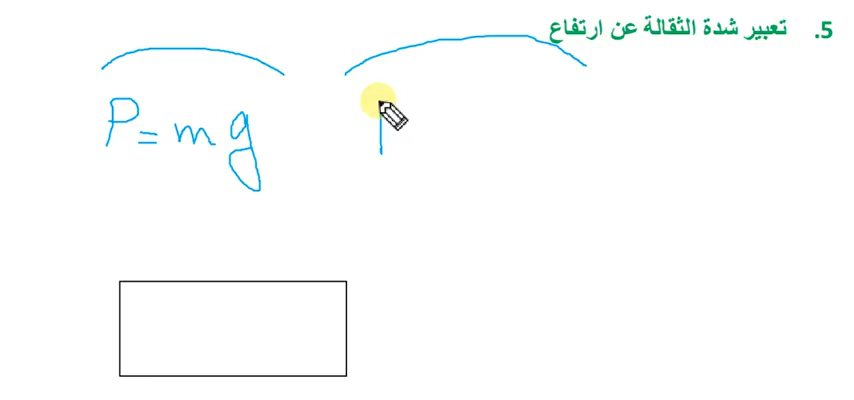 5. تعبير شدة الثقالة عن ارتفاع
P = mg